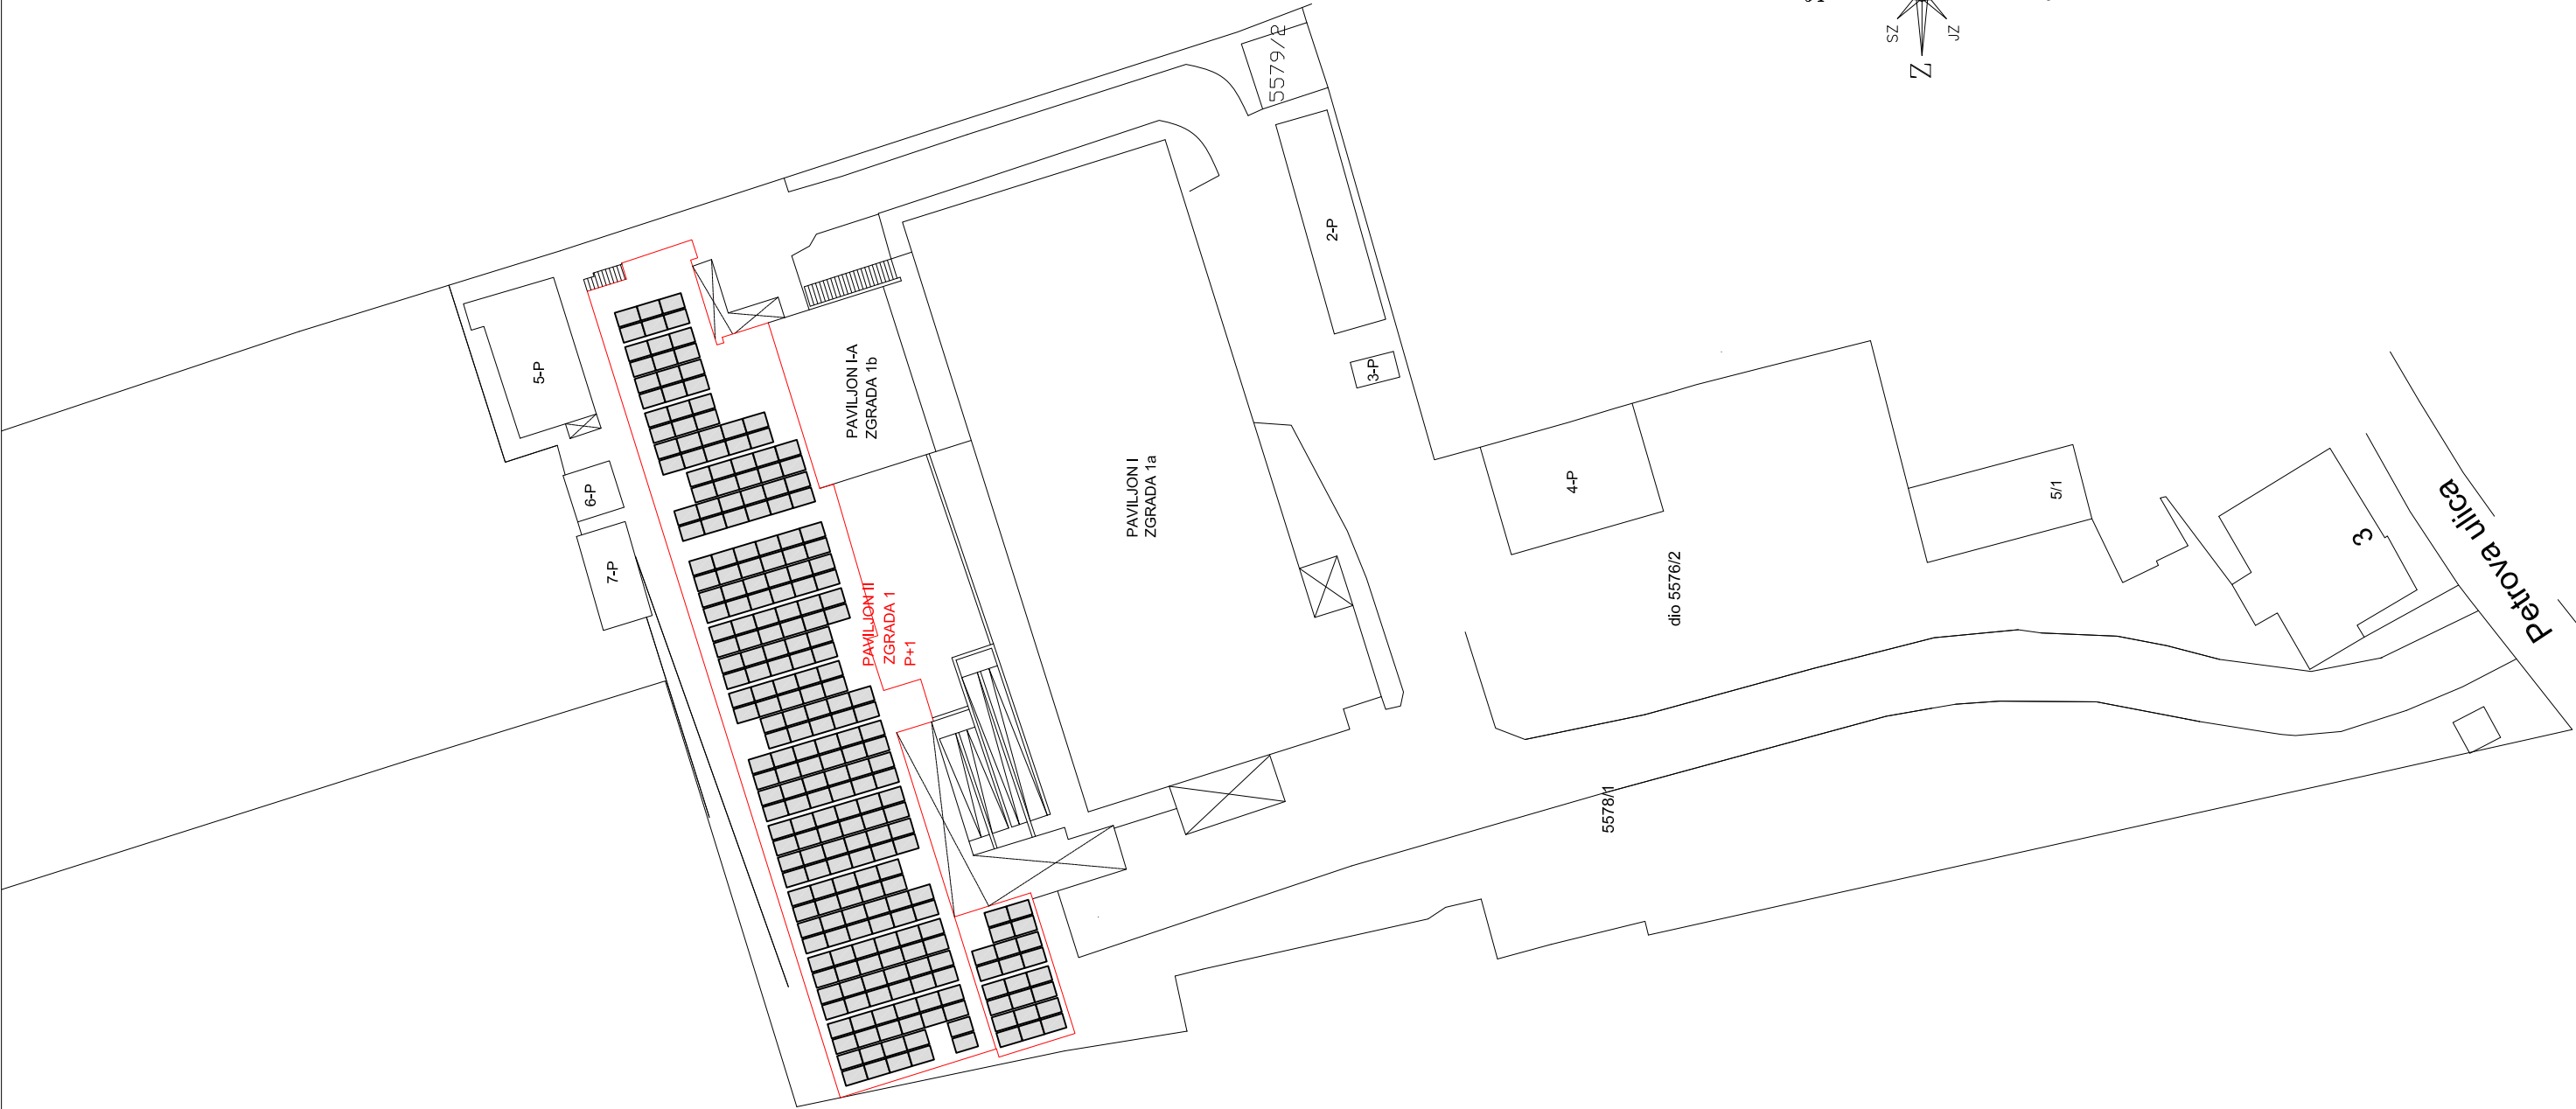 SZ
JZ
Z
5579/2
2-P
3-P
5-P
6-P
7-P
PAVILJON I-A
ZGRADA 1b
PAVILJON I
ZGRADA 1a
PAVILJON II
ZGRADA 1
P+1
4-P
5/1
dio 5576/2
3
Petrova ulica
5578/1